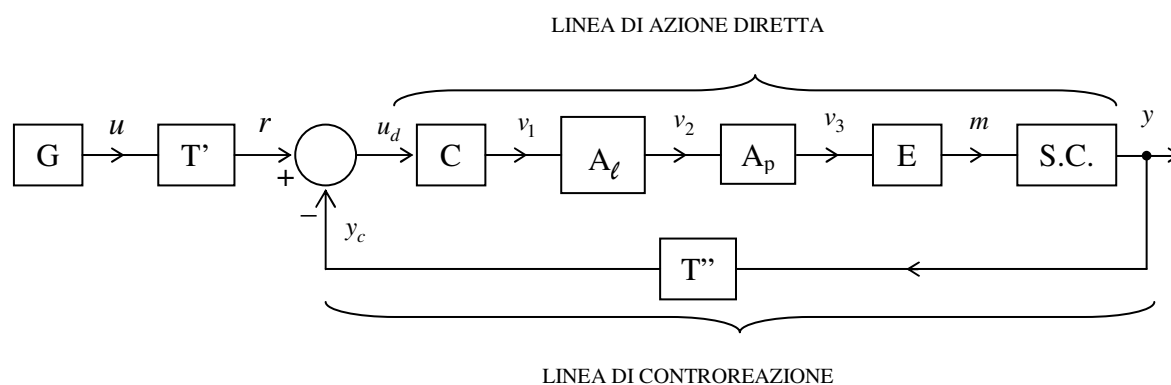 LINEA DI AZIONE DIRETTA
u r u_d v_1 v_2 v_3 m y
G T’ + C A_ℓ A_p E S.C.
− y_c
T”
LINEA DI CONTROREAZIONE